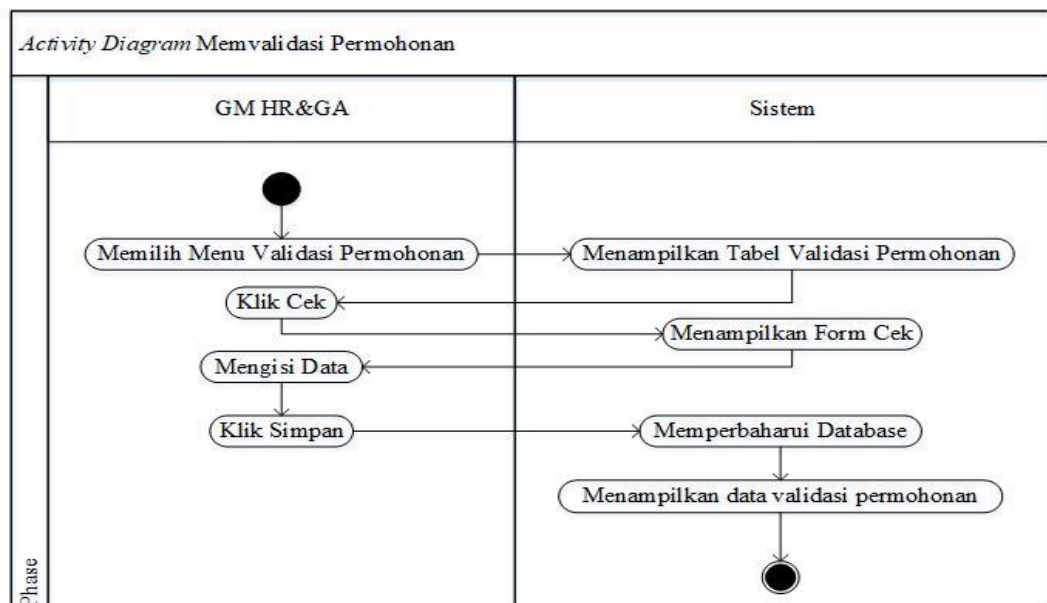 Activity Diagram Memvalidasi Permohonan
GM HR&GA
Sistem
Memilih Menu Validasi Permohonan
Menampilkan Tabel Validasi Permohonan
Klik Cek
Menampilkan Form Cek
Mengisi Data
Klik Simpan
Memperbaharui Database
Menampilkan data validasi permohonan
Phase